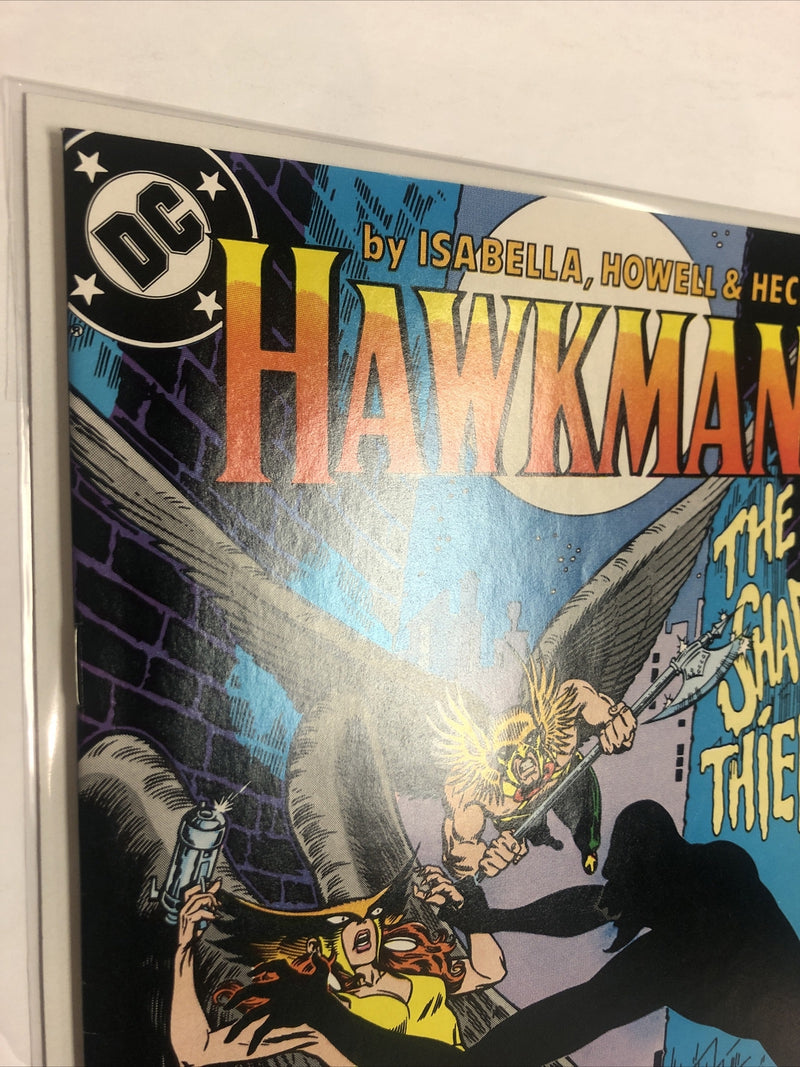 DC
by ISABELLA, HOWELL & HEC
HAWKMAN
®
THE
SHA
THIE